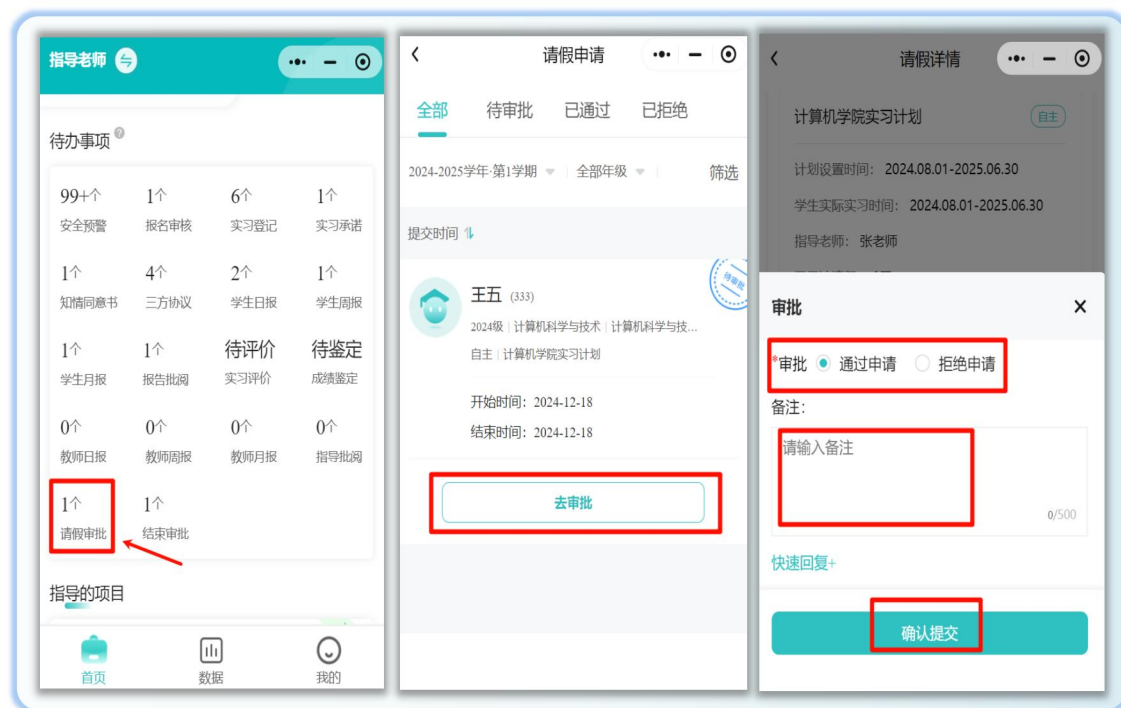 指导老师
待办事项
99+个 1个 6个 1个
安全预警 报名审核 实习登记 实习承诺
1个 4个 2个 1个
知情同意书 三方协议 学生日报 学生周报
1个 1个 待评价 待鉴定
学生月报 报告批阅 实习评价 成绩鉴定
0个 0个 0个 0个
教师日报 教师周报 教师月报 指导批阅
1个 1个
请假审批 结束审批
指导的项目
首页 数据 我的
请假申请
全部 待审批 已通过 已拒绝
2024-2025学年·第1学期 全部年级 筛选
提交时间
待审批
王五 (333)
2024级 | 计算机科学与技术 | 计算机科学与技...
自主 | 计算机学院实习计划
开始时间：2024-12-18
结束时间：2024-12-18
去审批
请假详情
计算机学院实习计划 自主
计划设置时间：2024.08.01-2025.06.30
学生实际实习时间：2024.08.01-2025.06.30
指导老师：张老师
审批
*审批 通过申请 拒绝申请
备注：
请输入备注
0/500
快速回复+
确认提交